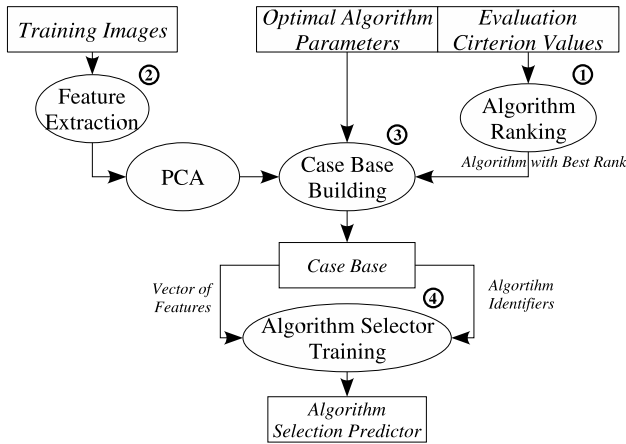 Training Images
Optimal Algorithm
Parameters
Evaluation
Cirterion Values
2
Feature
Extraction
1
Algorithm
Ranking
Algorithm with Best Rank
3
PCA
Case Base
Building
Case Base
Vector of
Features
Algortihm
Identifiers
4
Algorithm Selector
Training
Algorithm
Selection Predictor